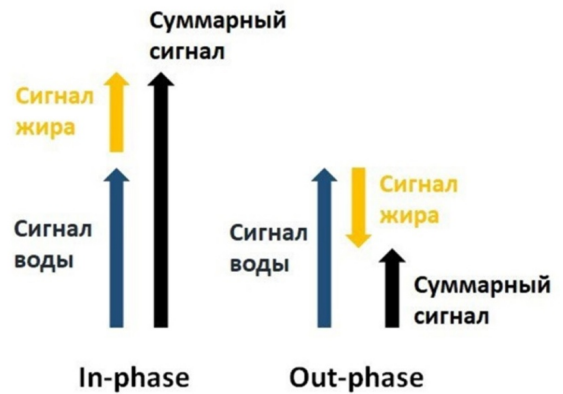 Суммарный
сигнал
Сигнал
жира
Сигнал
воды
Сигнал
жира
Сигнал
воды
Суммарный
сигнал
In-phase
Out-phase